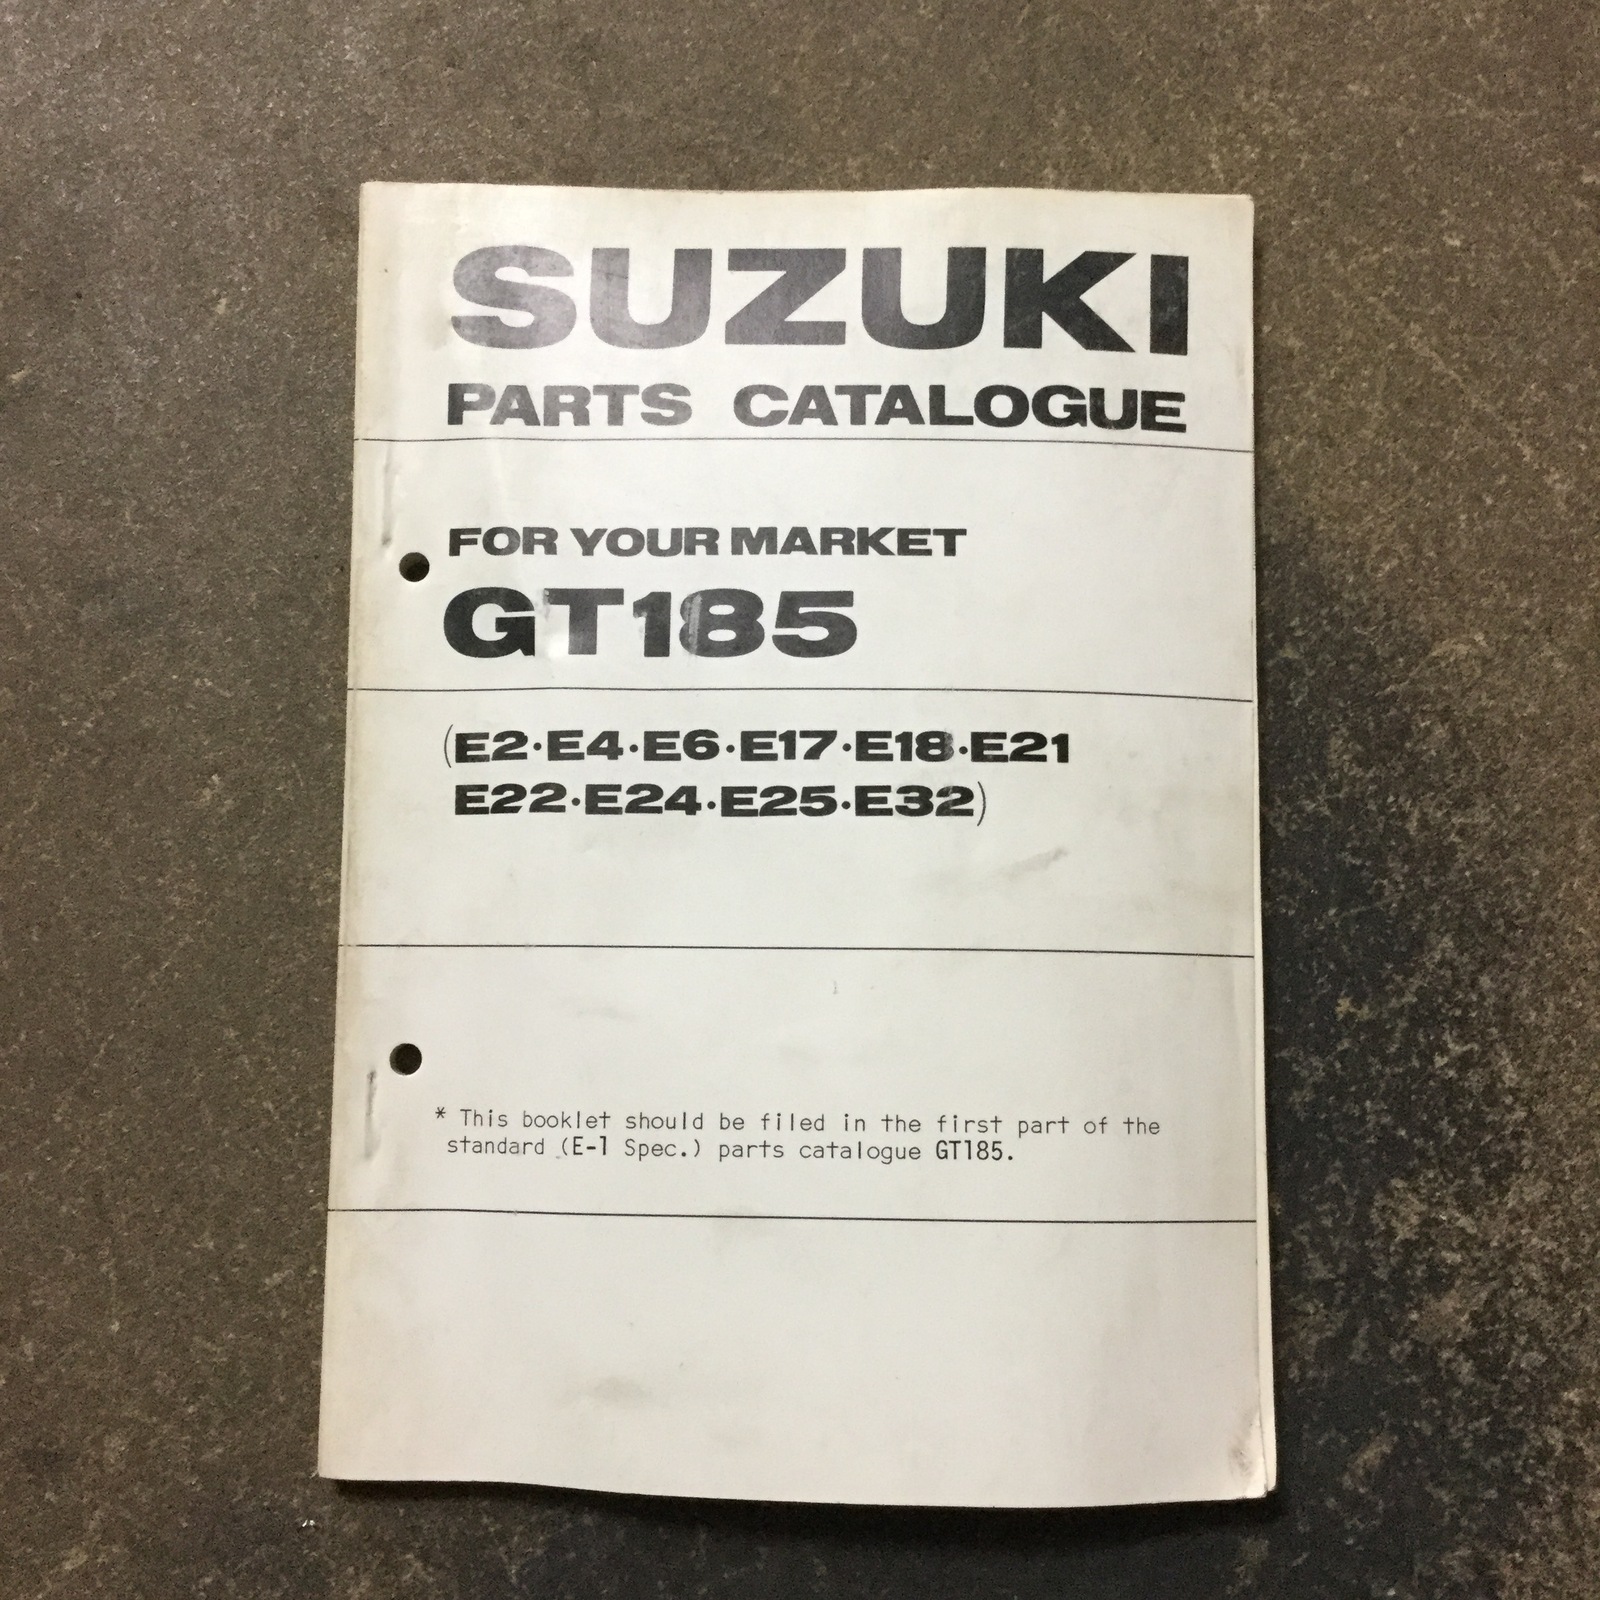 SUZUKI
PARTS CATALOGUE
FOR YOUR MARKET
GT185
(E2·E4·E6·E17·E18·E21
E22·E24·E25·E32)
* This booklet should be filed in the first part of the
standard (E-1 Spec.) parts catalogue GT185.